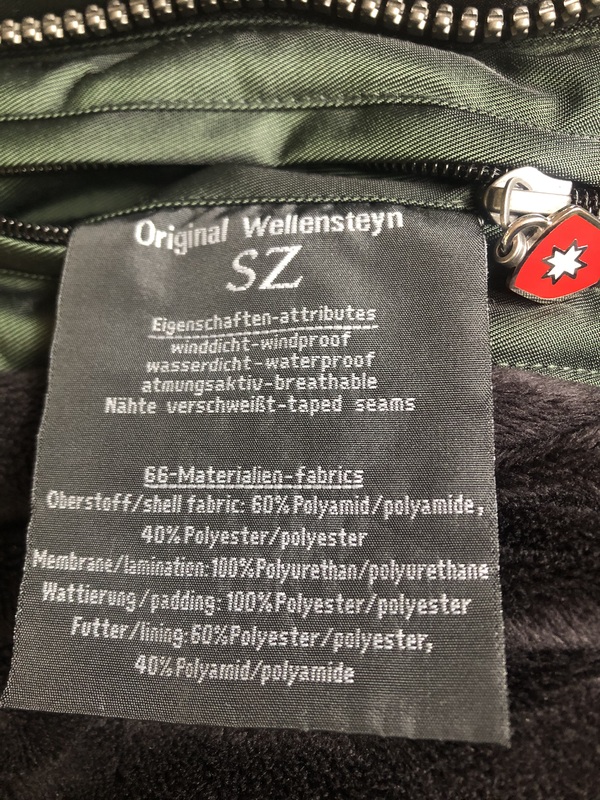 Original Wellensteyn
SZ
Eigenschaften-attributes
winddicht-windproof
wasserdicht-waterproof
atmungsaktiv-breathable
Nähte verschweißt-taped seams
66-Materialien-fabrics
Oberstoff/shell fabric: 60%Polyamid/polyamide,
40%Polyester/polyester
Membrane/lamination:100%Polyurethan/polyurethane
Wattierung/padding: 100%Polyester/polyester
Futter/lining:60%Polyester/polyester,
40%Polyamid/polyamide